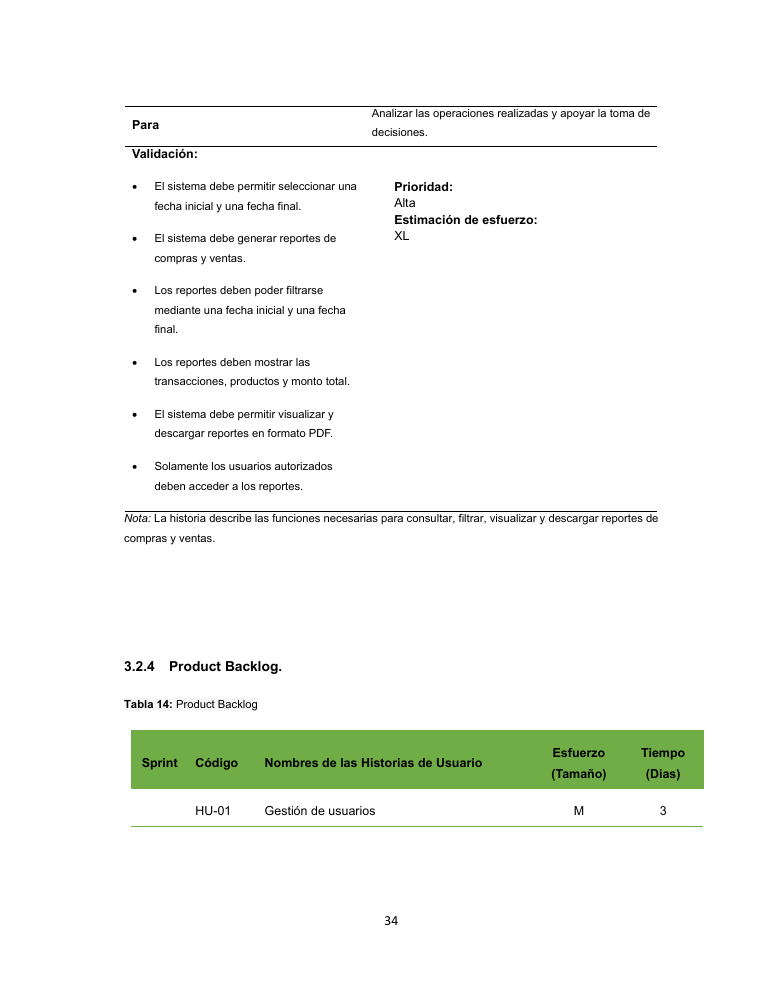 Para
Analizar las operaciones realizadas y apoyar la toma de
decisiones.
Validación:
• El sistema debe permitir seleccionar una
fecha inicial y una fecha final.
• El sistema debe generar reportes de
compras y ventas.
• Los reportes deben poder filtrarse
mediante una fecha inicial y una fecha
final.
• Los reportes deben mostrar las
transacciones, productos y monto total.
• El sistema debe permitir visualizar y
descargar reportes en formato PDF.
• Solamente los usuarios autorizados
deben acceder a los reportes.
Prioridad:
Alta
Estimación de esfuerzo:
XL
Nota: La historia describe las funciones necesarias para consultar, filtrar, visualizar y descargar reportes de
compras y ventas.
3.2.4 Product Backlog.
Tabla 14: Product Backlog
Sprint Código Nombres de las Historias de Usuario Esfuerzo (Tamaño) Tiempo (Dias)
HU-01 Gestión de usuarios M 3
34